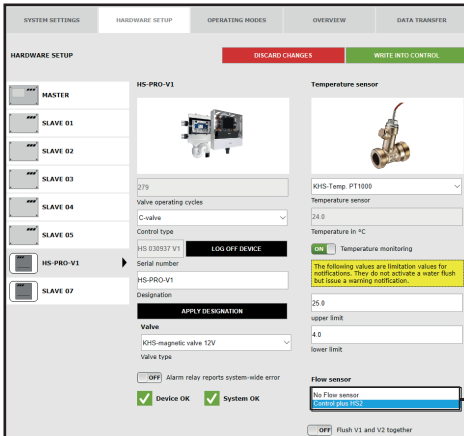 SYSTEM SETTINGS
HARDWARE SETUP
OPERATING MODES
OVERVIEW
DATA TRANSFER
HARDWARE SETUP
DISCARD CHANGES
WRITE INTO CONTROL
MASTER
SLAVE 01
SLAVE 02
SLAVE 03
SLAVE 04
SLAVE 05
HS-PRO-V1
SLAVE 07
HS-PRO-V1
279
Valve operating cycles
C-valve
Control type
HS 030937 V1
LOG OFF DEVICE
Serial number
HS-PRO-V1
Designation
APPLY DESIGNATION
Valve
KHS-magnetic valve 12V
Valve type
OFF Alarm relay reports system-wide error
Device OK
System OK
Temperature sensor
KHS-Temp. PT1000
Temperature sensor
24.0
Temperature in °C
ON Temperature monitoring
The following values are limitation values for
notifications. They do not activate a water flush
but issue a warning notification.
25.0
upper limit
4.0
lower limit
Flow sensor
No Flow sensor
Control plus HS2
OFF Flush V1 and V2 together